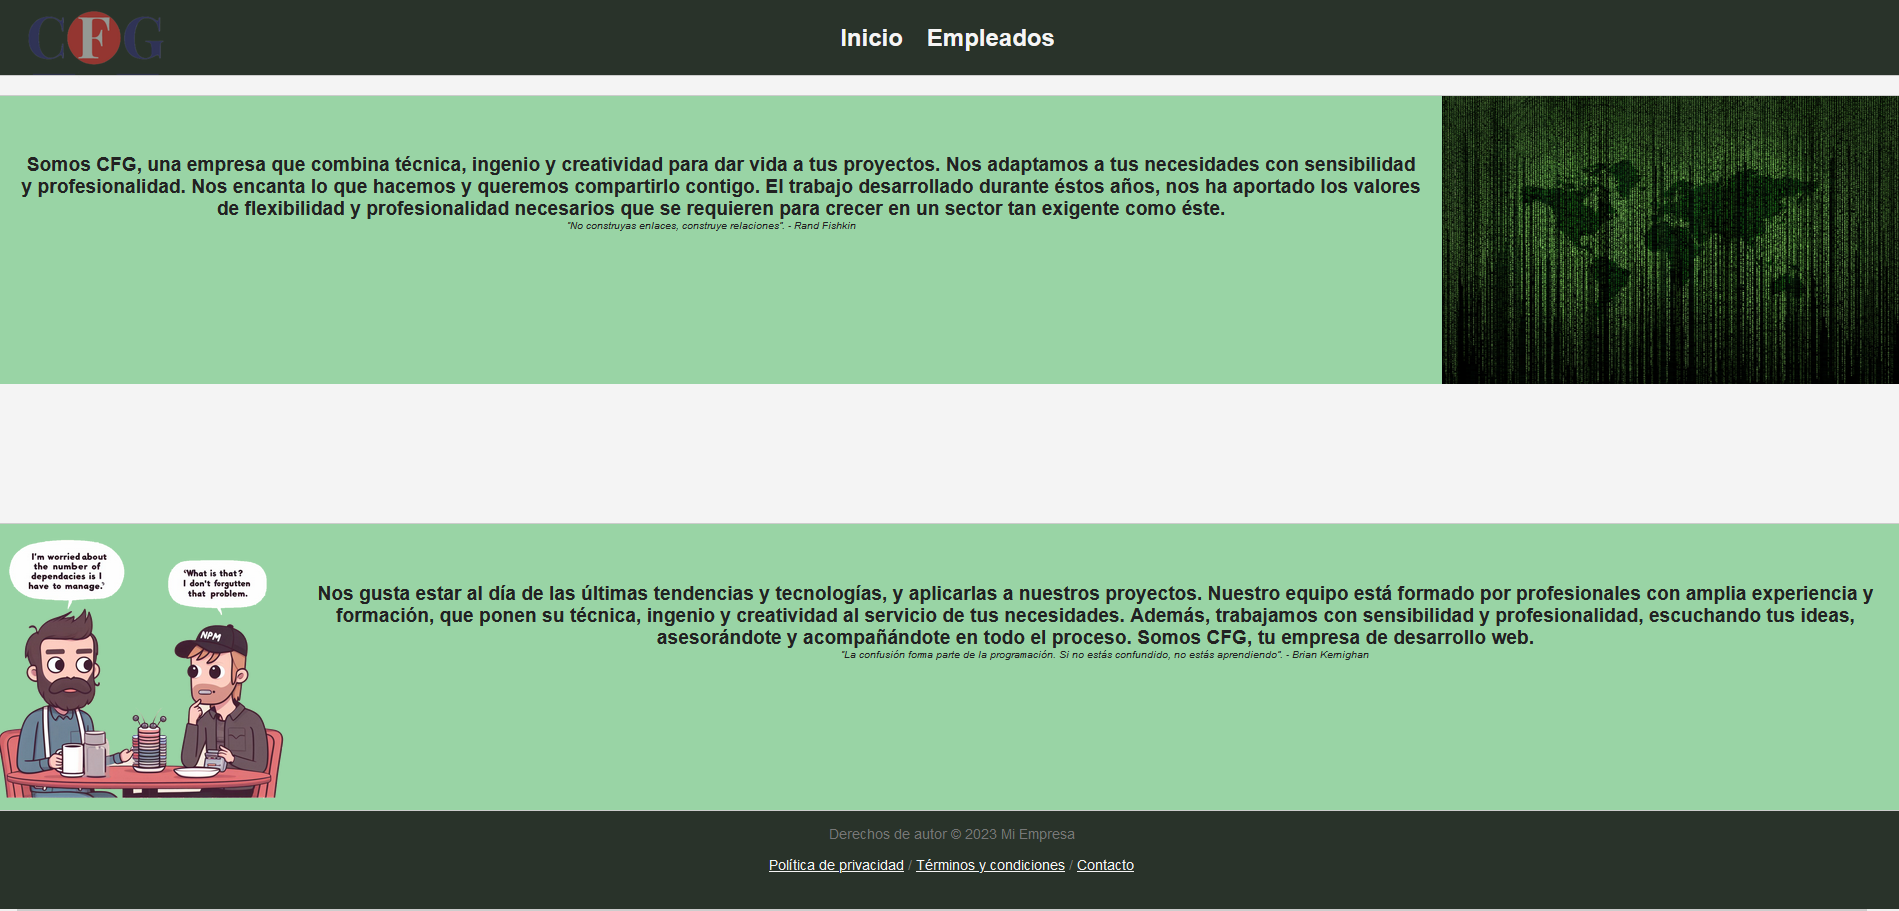 CFG
Inicio Empleados
Somos CFG, una empresa que combina técnica, ingenio y creatividad para dar vida a tus proyectos. Nos adaptamos a tus necesidades con sensibilidad
y profesionalidad. Nos encanta lo que hacemos y queremos compartirlo contigo. El trabajo desarrollado durante éstos años, nos ha aportado los valores
de flexibilidad y profesionalidad necesarios que se requieren para crecer en un sector tan exigente como éste.
"No construyas enlaces, construye relaciones". - Rand Fishkin
I'm worried about
the number of
dependacies is I
have to manage.'
'What is that?
I don't forgutten
that problem.
NPM
Nos gusta estar al día de las últimas tendencias y tecnologías, y aplicarlas a nuestros proyectos. Nuestro equipo está formado por profesionales con amplia experiencia y
formación, que ponen su técnica, ingenio y creatividad al servicio de tus necesidades. Además, trabajamos con sensibilidad y profesionalidad, escuchando tus ideas,
asesorándote y acompañándote en todo el proceso. Somos CFG, tu empresa de desarrollo web.
"La confusión forma parte de la programación. Si no estás confundido, no estás aprendiendo". - Brian Kernighan
Derechos de autor © 2023 Mi Empresa
Política de privacidad / Términos y condiciones / Contacto